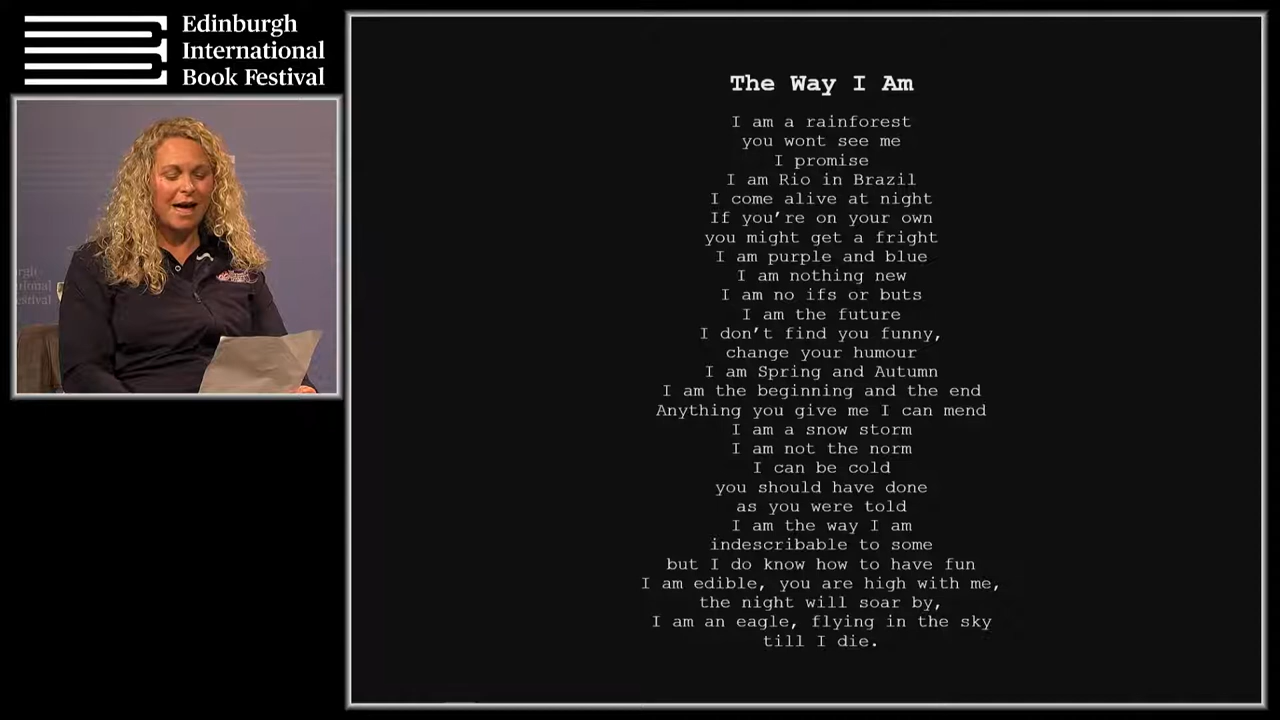 Edinburgh
International
Book Festival
The Way I Am
I am a rainforest
you wont see me
I promise
I am Rio in Brazil
I come alive at night
If you're on your own
you might get a fright
I am purple and blue
I am nothing new
I am no ifs or buts
I am the future
I don't find you funny,
change your humour
I am Spring and Autumn
I am the beginning and the end
Anything you give me I can mend
I am a snow storm
I am not the norm
I can be cold
you should have done
as you were told
I am the way I am
indescribable to some
but I do know how to have fun
I am edible, you are high with me,
the night will soar by,
I am an eagle, flying in the sky
till I die.